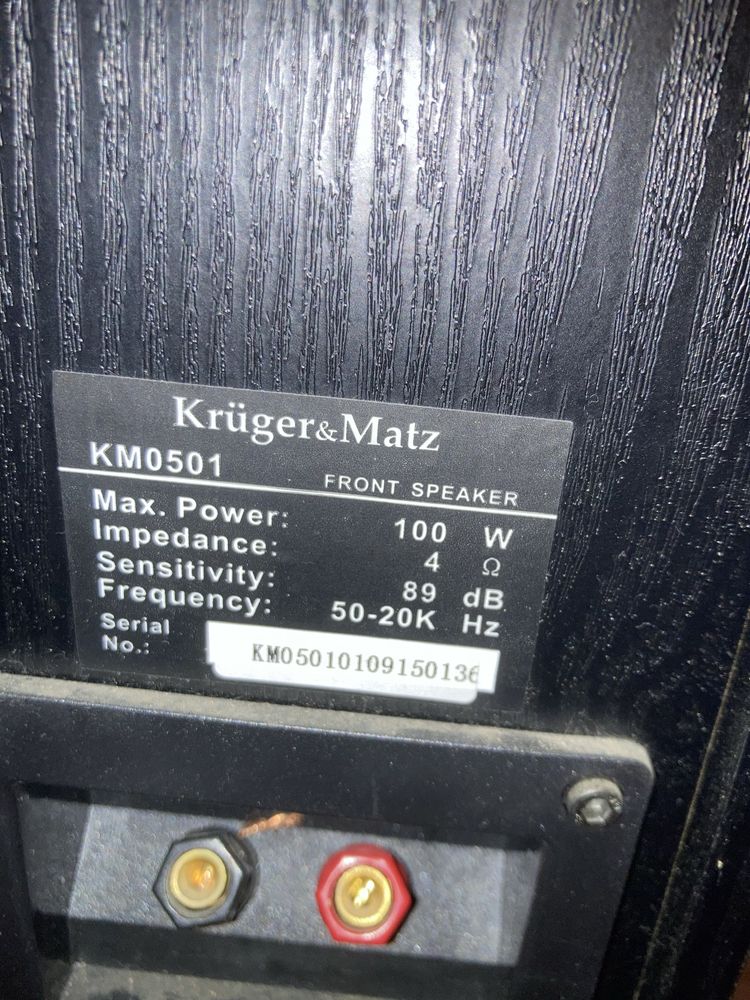 Krüger&Matz
KM0501
FRONT SPEAKER
Max. Power: 100 W
Impedance: 4 Ω
Sensitivity: 89 dB
Frequency: 50-20K Hz
Serial
No.: KM05010109150136